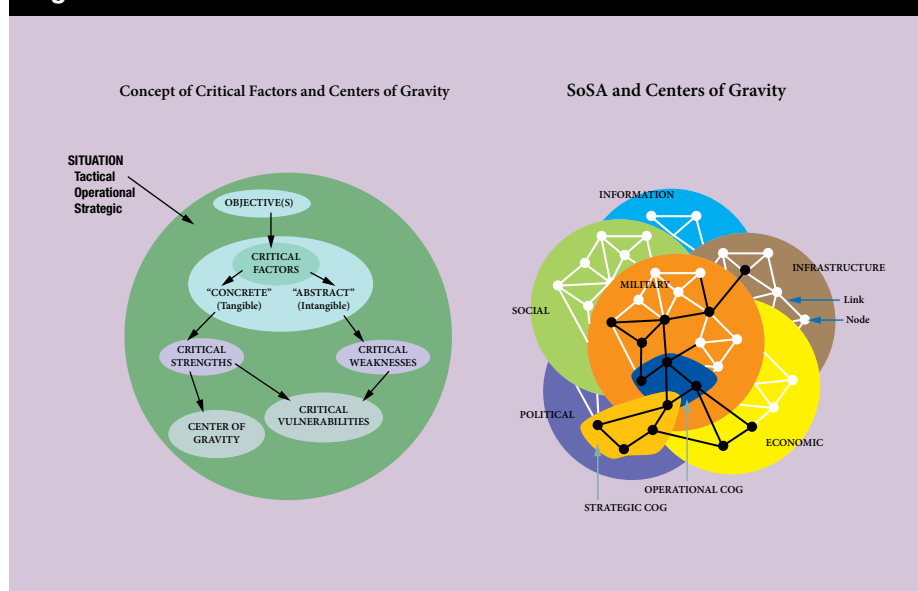 Concept of Critical Factors and Centers of Gravity
SITUATION
Tactical
Operational
Strategic
OBJECTIVE(S)
CRITICAL
FACTORS
“CONCRETE”
(Tangible)
“ABSTRACT”
(Intangible)
CRITICAL
STRENGTHS
CRITICAL
WEAKNESSES
CENTER OF
GRAVITY
CRITICAL
VULNERABILITIES
SoSA and Centers of Gravity
INFORMATION
INFRASTRUCTURE
MILITARY
Link
SOCIAL
Node
POLITICAL
ECONOMIC
OPERATIONAL COG
STRATEGIC COG